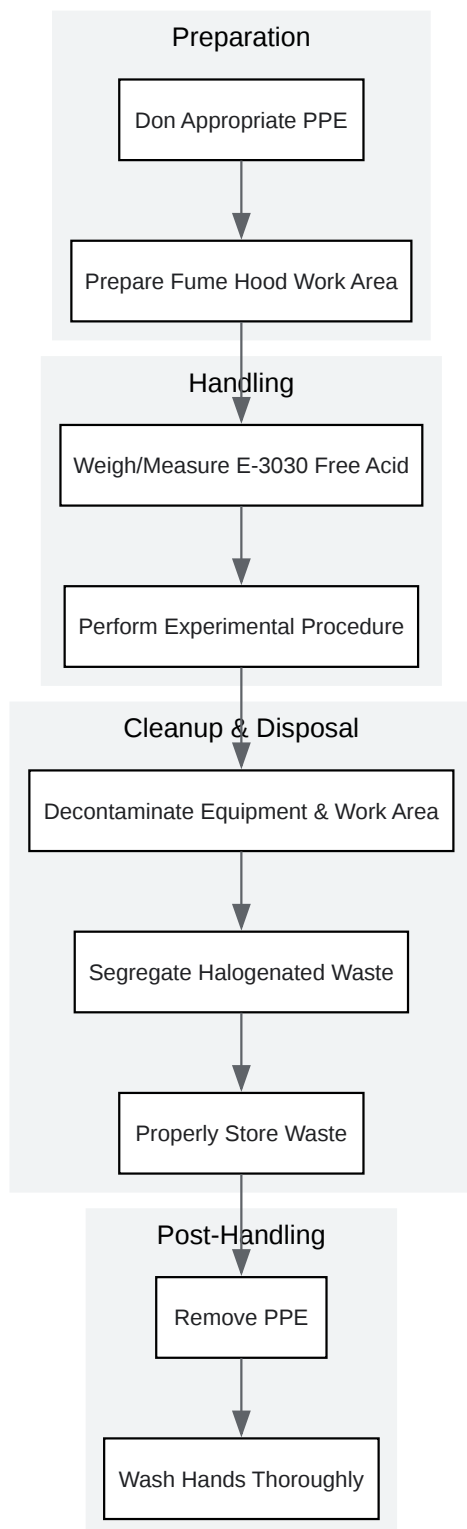 Preparation
Don Appropriate PPE
Prepare Fume Hood Work Area
Handling
Weigh/Measure E-3030 Free Acid
Perform Experimental Procedure
Cleanup & Disposal
Decontaminate Equipment & Work Area
Segregate Halogenated Waste
Properly Store Waste
Post-Handling
Remove PPE
Wash Hands Thoroughly